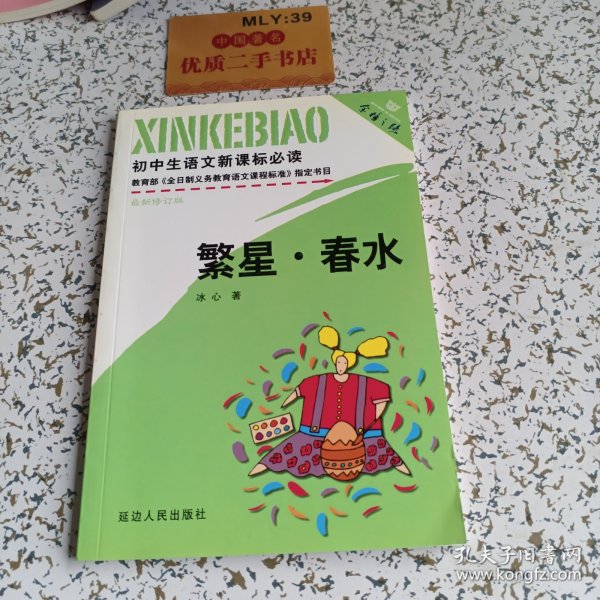 MLY:39
中国著名
优质二手书店
XINKEBIAO
初中生语文新课标必读
教育部《全日制义务教育语文课程标准》指定书目
最新修订版
繁星·春水
冰心 著
延边人民出版社
孔夫子旧书网
www.kongfz.com